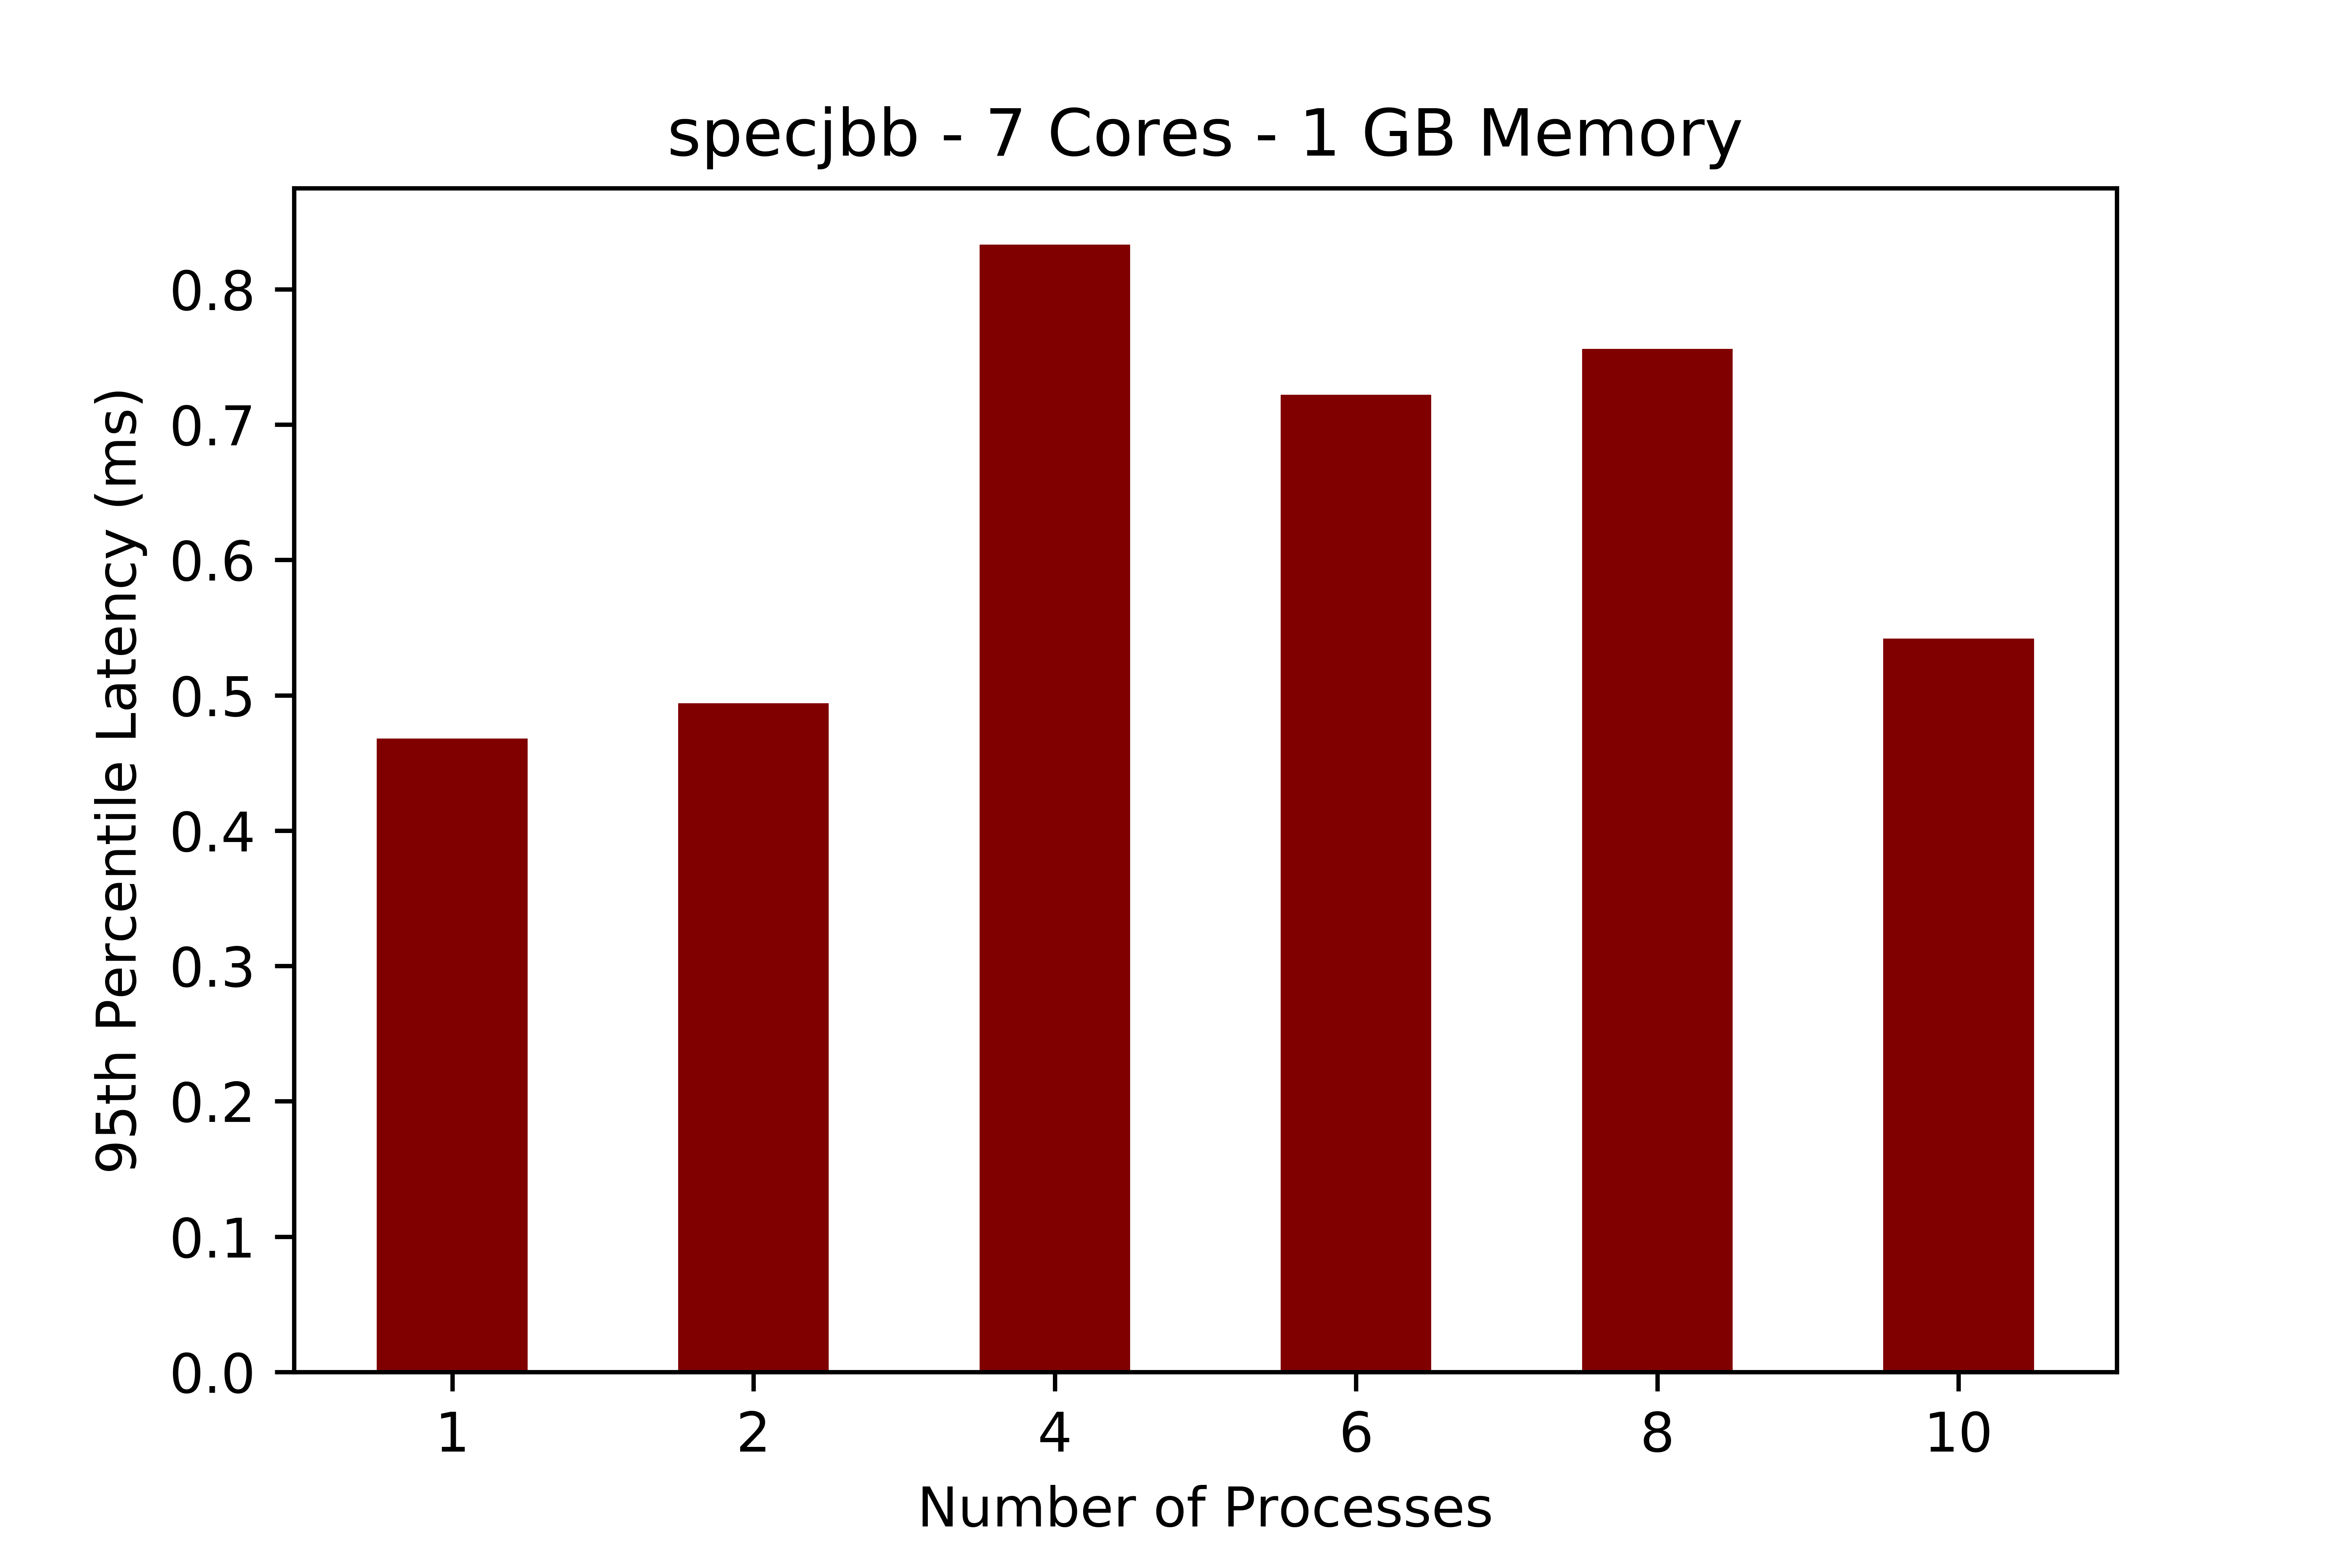 specjbb - 7 Cores - 1 GB Memory
95th Percentile Latency (ms)
0.8
0.7
0.6
0.5
0.4
0.3
0.2
0.1
0.0
1 2 4 6 8 10
Number of Processes